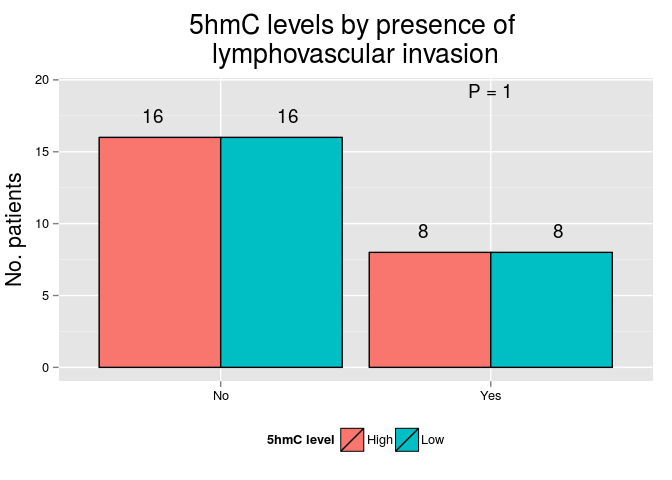 5hmC levels by presence of
lymphovascular invasion
No. patients
20
15
10
5
0
P = 1
16 16
8 8
No Yes
5hmC level High Low